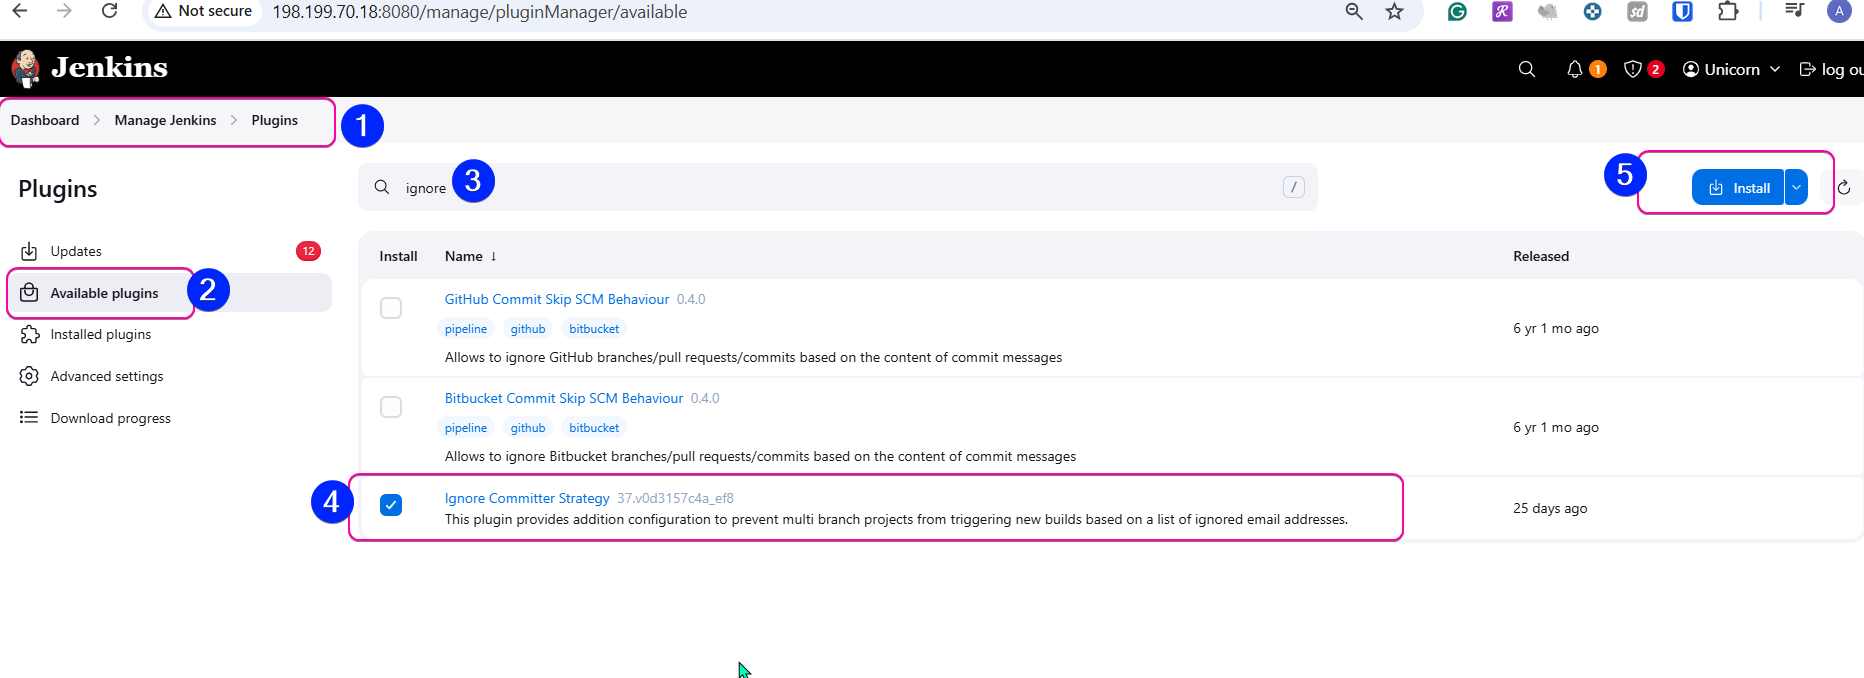 Not secure 198.199.70.18:8080/manage/pluginManager/available A
Jenkins 1 2 Unicorn log ou
Dashboard Manage Jenkins Plugins 1
Plugins
ignore 3 / 5 Install
Updates 12
Available plugins 2
Installed plugins
Advanced settings
Download progress
Install Name ↓ Released
GitHub Commit Skip SCM Behaviour 0.4.0
pipeline github bitbucket
6 yr 1 mo ago
Allows to ignore GitHub branches/pull requests/commits based on the content of commit messages
Bitbucket Commit Skip SCM Behaviour 0.4.0
pipeline github bitbucket
6 yr 1 mo ago
Allows to ignore Bitbucket branches/pull requests/commits based on the content of commit messages
4 Ignore Committer Strategy 37.v0d3157c4a_ef8
25 days ago
This plugin provides addition configuration to prevent multi branch projects from triggering new builds based on a list of ignored email addresses.